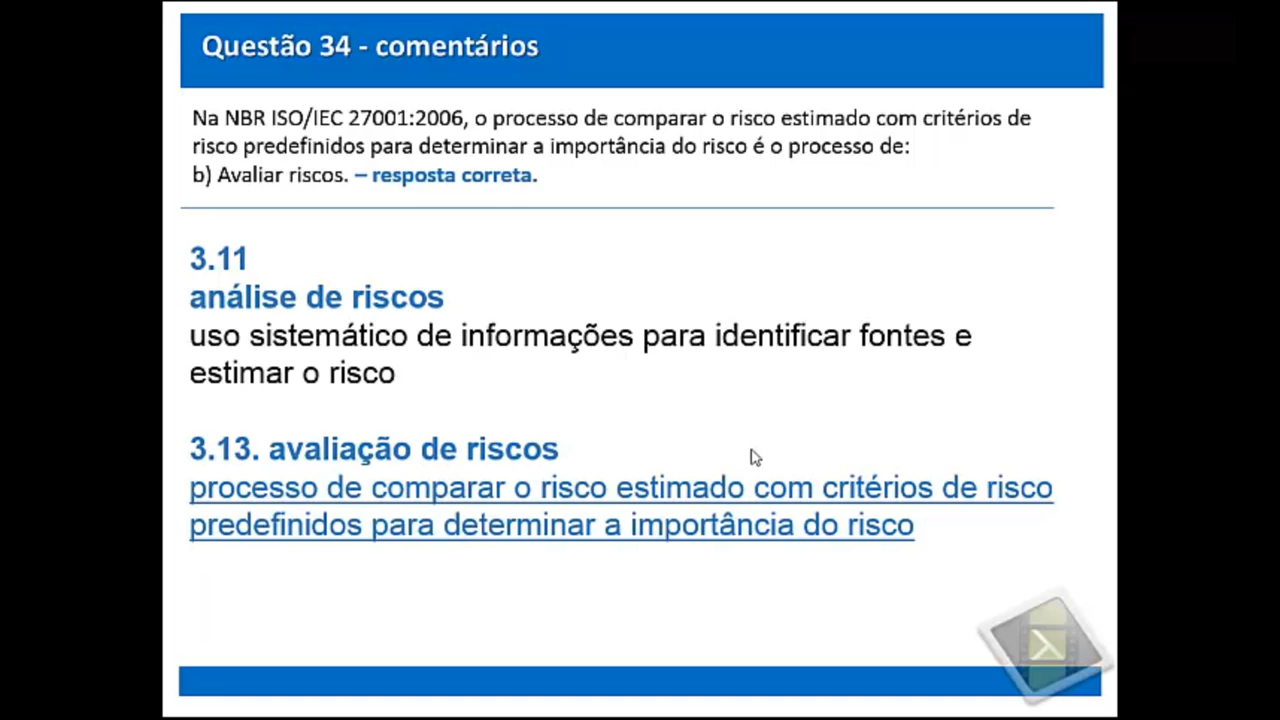 Questão 34 - comentários
Na NBR ISO/IEC 27001:2006, o processo de comparar o risco estimado com critérios de
risco predefinidos para determinar a importância do risco é o processo de:
b) Avaliar riscos. – resposta correta.
3.11
análise de riscos
uso sistemático de informações para identificar fontes e
estimar o risco
3.13. avaliação de riscos
processo de comparar o risco estimado com critérios de risco
predefinidos para determinar a importância do risco